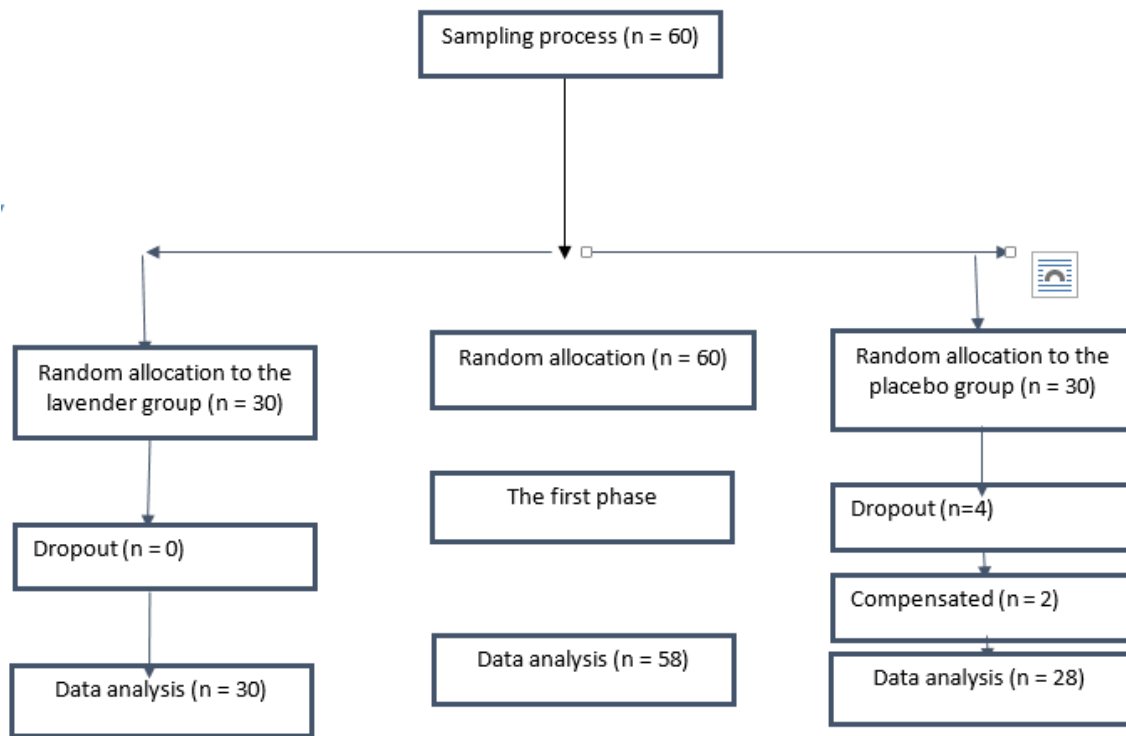 Sampling process (n = 60)
Random allocation to the
lavender group (n = 30)
Random allocation (n = 60)
Random allocation to the
placebo group (n = 30)
The first phase
Dropout (n = 0)
Dropout (n=4)
Compensated (n = 2)
Data analysis (n = 30)
Data analysis (n = 58)
Data analysis (n = 28)